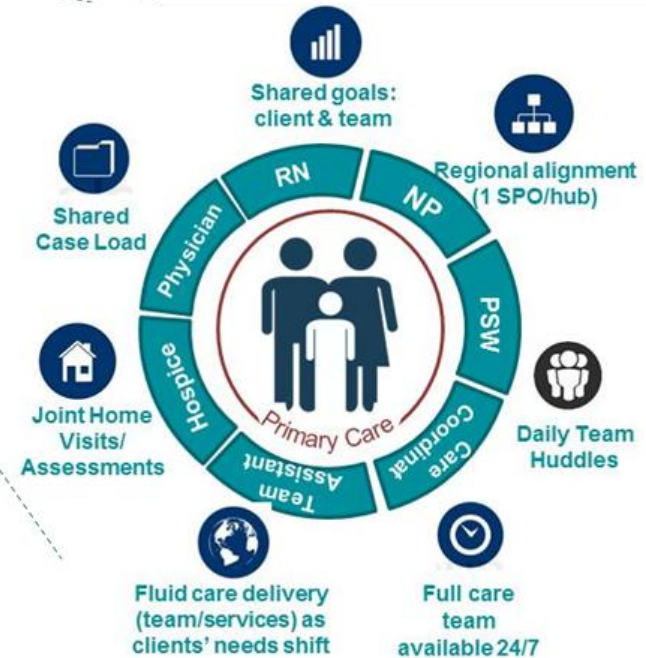 Shared goals:
client & team
Regional alignment
(1 SPO/hub)
Shared
Case Load
RN
NP
Physician
PSW
Hospice
Care
Coordinat
Team
Assistant
Primary Care
Joint Home
Visits/
Assessments
Daily Team
Huddles
Fluid care delivery
(team/services) as
clients' needs shift
Full care
team
available 24/7